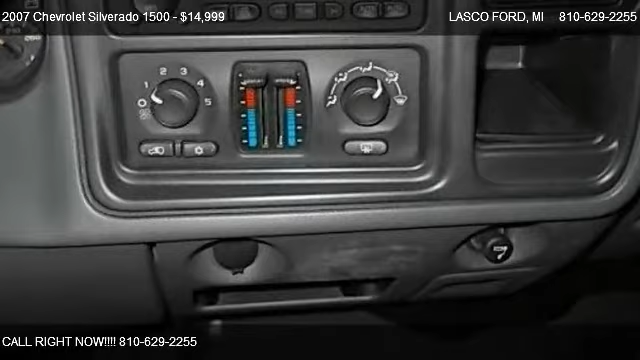 2007 Chevrolet Silverado 1500 - $14,999
LASCO FORD, MI 810-629-2255
1 2 3 4 5
CALL RIGHT NOW!!!! 810-629-2255